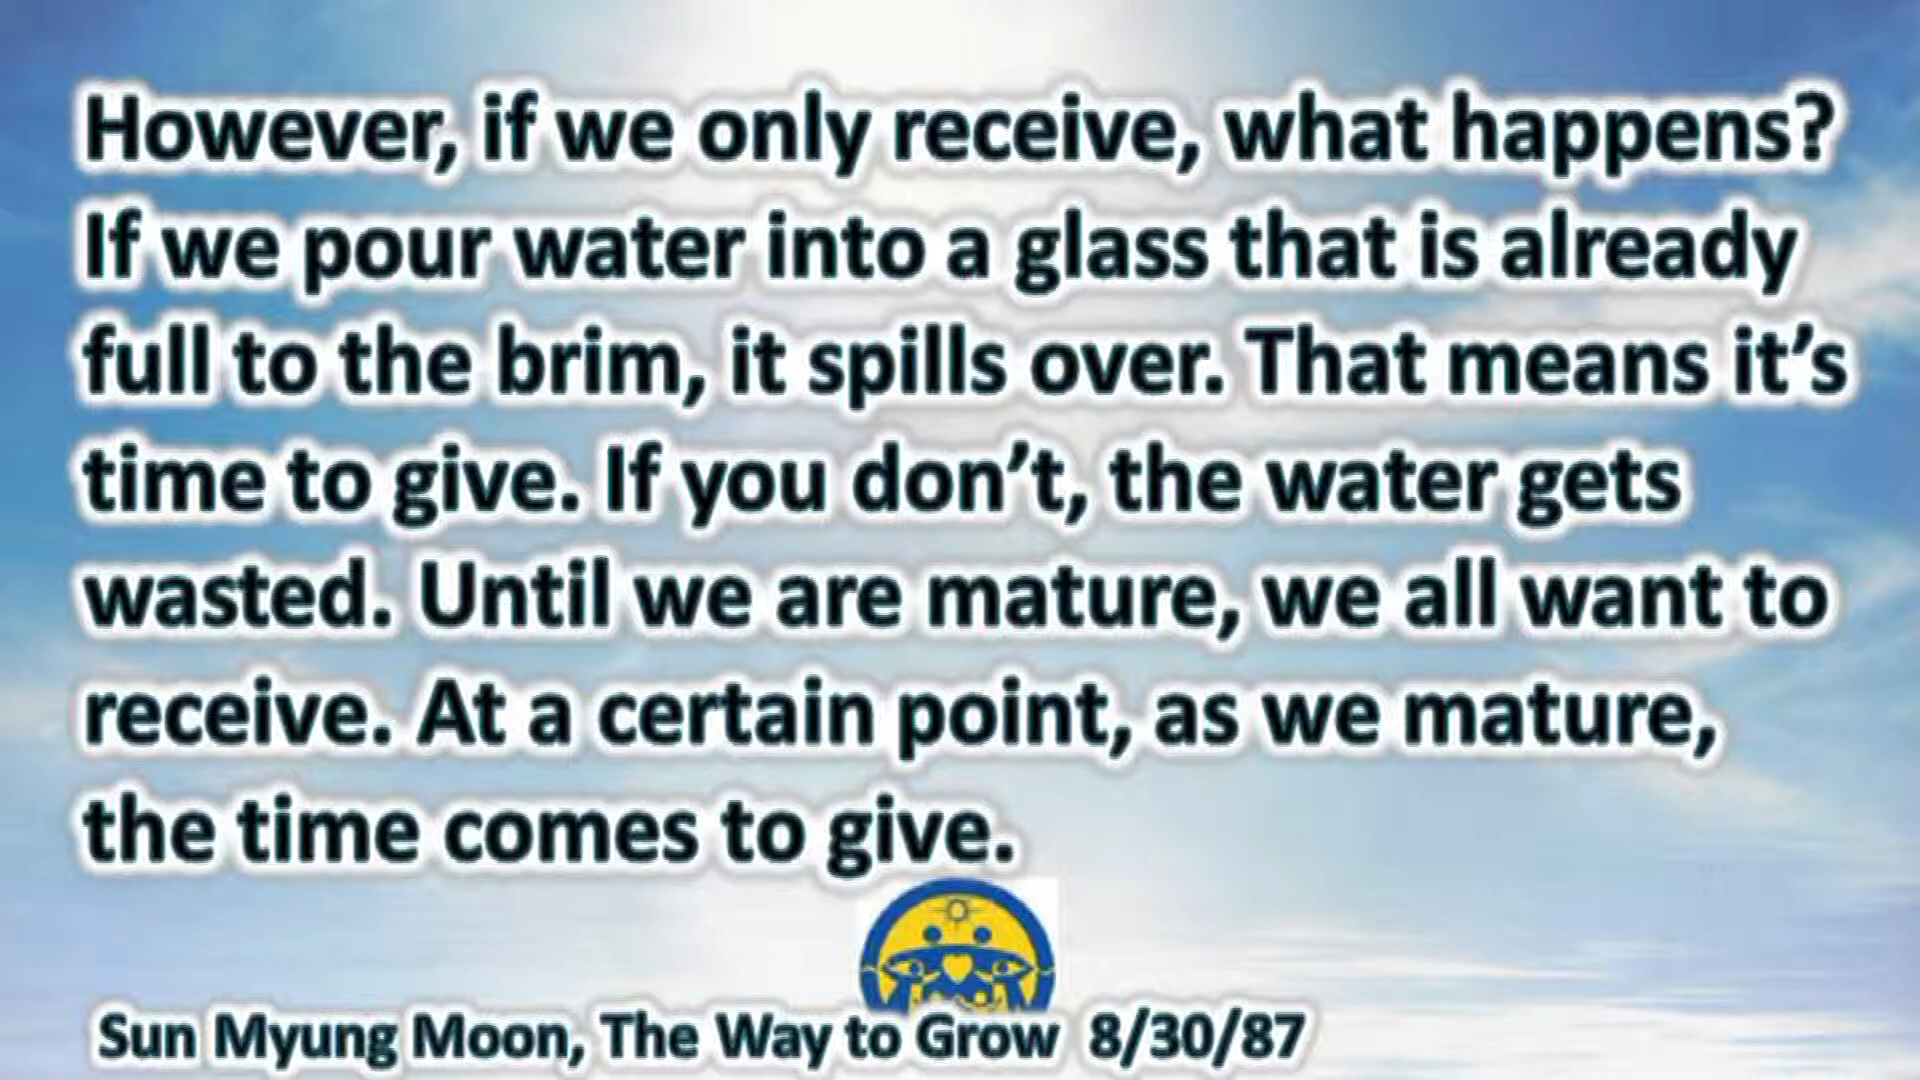 However, if we only receive, what happens?
If we pour water into a glass that is already
full to the brim, it spills over. That means it’s
time to give. If you don’t, the water gets
wasted. Until we are mature, we all want to
receive. At a certain point, as we mature,
the time comes to give.
Sun Myung Moon, The Way to Grow 8/30/87